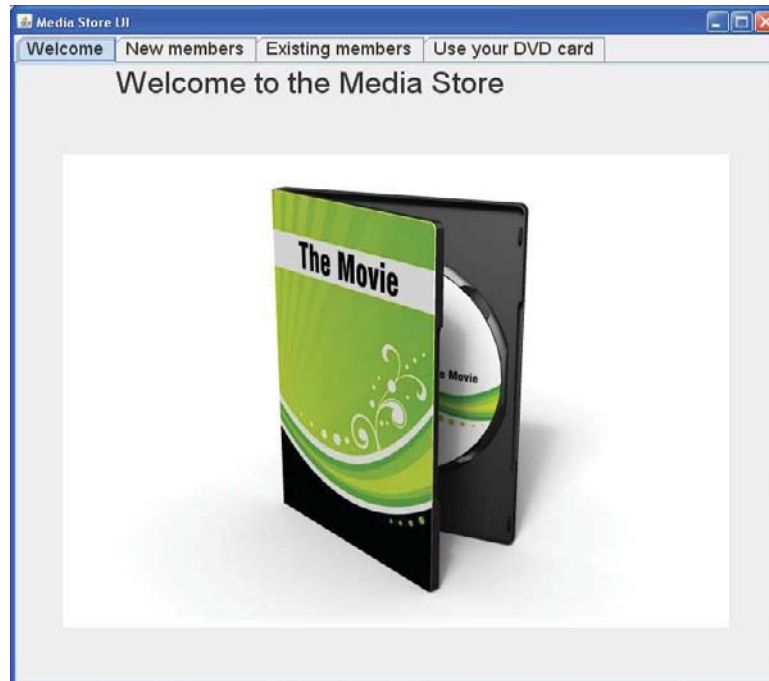 Media Store UI
Welcome New members Existing members Use your DVD card
Welcome to the Media Store
The Movie
e Movie